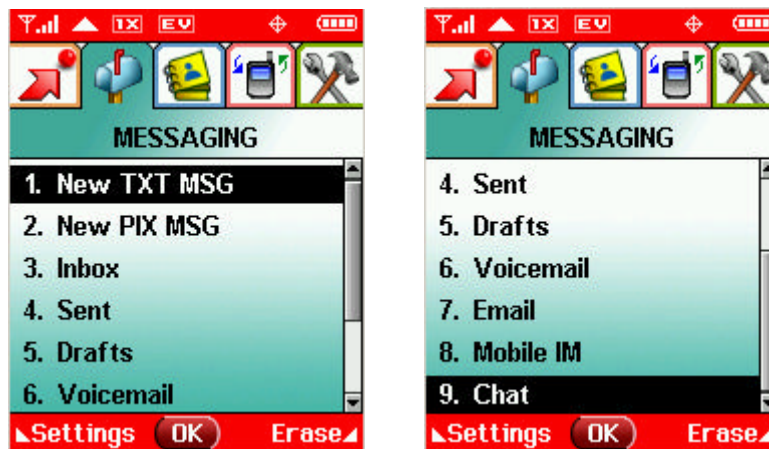 1X EV
MESSAGING
1. New TXT MSG
2. New PIX MSG
3. Inbox
4. Sent
5. Drafts
6. Voicemail
Settings OK Erase
1X EV
MESSAGING
4. Sent
5. Drafts
6. Voicemail
7. Email
8. Mobile IM
9. Chat
Settings OK Erase